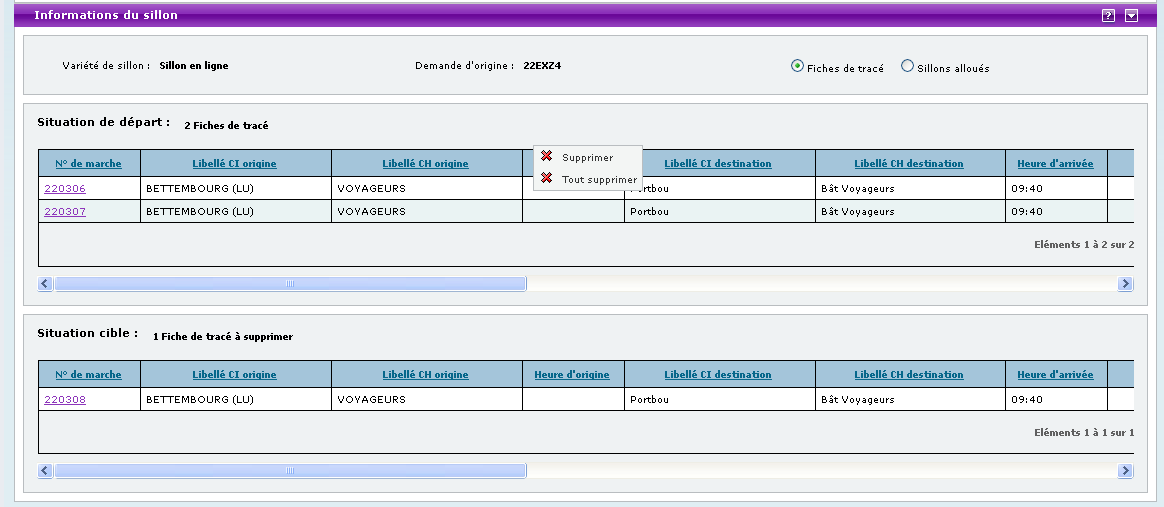 Informations du sillon ?
Variété de sillon : Sillon en ligne Demande d'origine : 22EXZ4 Fiches de tracé Sillons alloués
Situation de départ : 2 Fiches de tracé
N° de marche Libellé CI origine Libellé CH origine Libellé CI destination Libellé CH destination Heure d'arrivée
Supprimer
Tout supprimer
220306 BETTEMBOURG (LU) VOYAGEURS Portbou Bât Voyageurs 09:40
220307 BETTEMBOURG (LU) VOYAGEURS Portbou Bât Voyageurs 09:40
Eléments 1 à 2 sur 2
Situation cible : 1 Fiche de tracé à supprimer
N° de marche Libellé CI origine Libellé CH origine Heure d'origine Libellé CI destination Libellé CH destination Heure d'arrivée
220308 BETTEMBOURG (LU) VOYAGEURS Portbou Bât Voyageurs 09:40
Eléments 1 à 1 sur 1